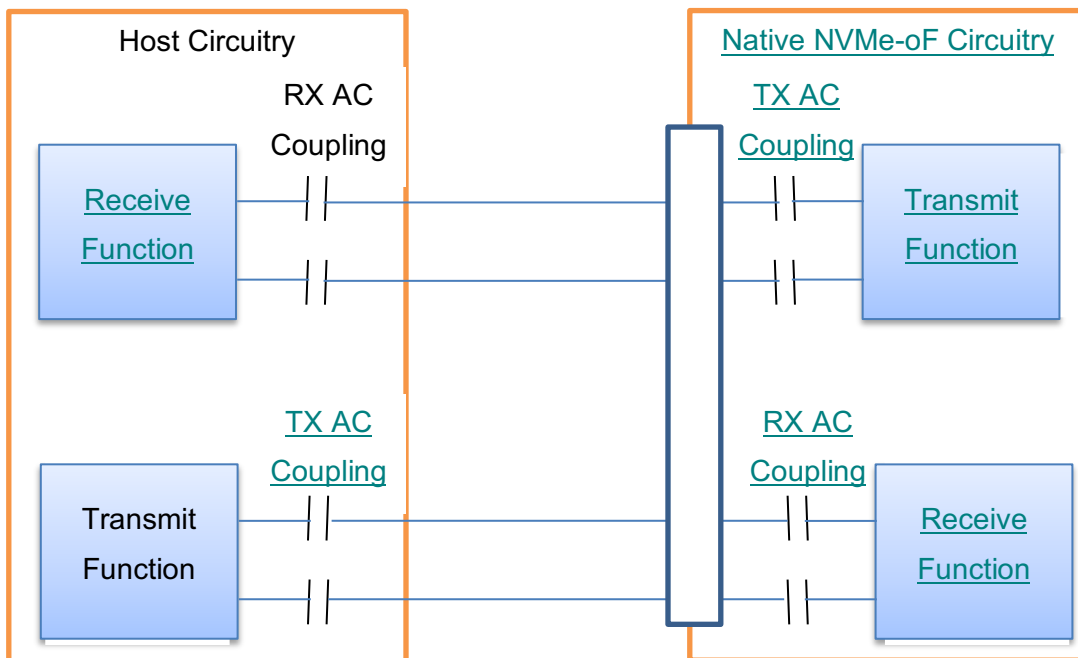 Host Circuitry
Native NVMe-oF Circuitry
RX AC
Coupling
TX AC
Coupling
Receive
Function
Transmit
Function
TX AC
Coupling
RX AC
Coupling
Transmit
Function
Receive
Function